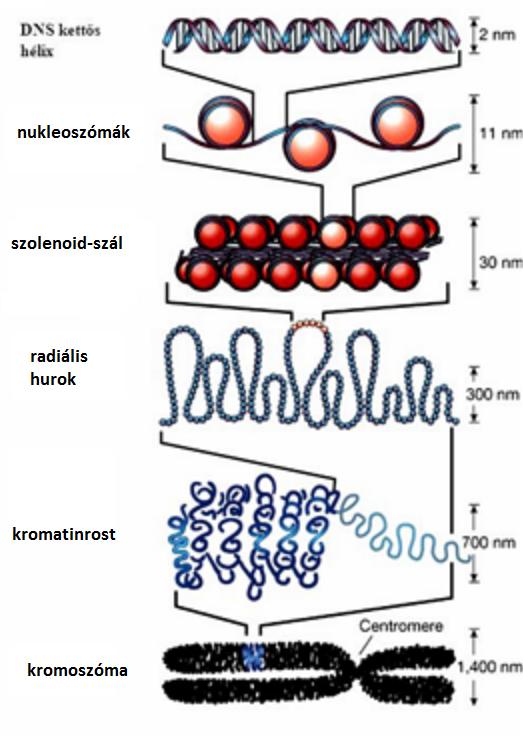 DNS kettős
hélix
2 nm
nukleoszómák
11 nm
szolenoid-szál
30 nm
radiális
hurok
300 nm
kromatinrost
700 nm
Centromere
kromoszóma
1,400 nm